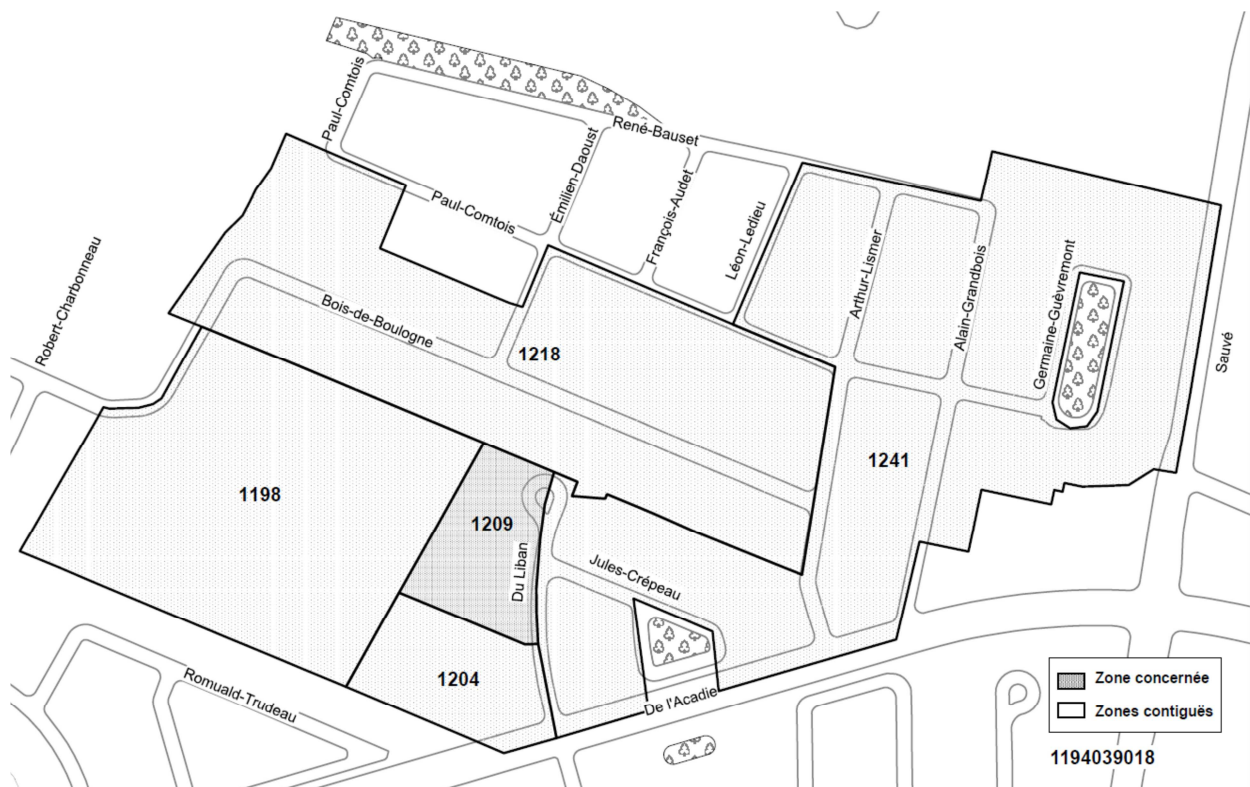 Paul-Comtois
René-Bauset
Paul-Comtois
Émilien-Daoust
François-Audet
Léon-Ledieu
Arthur-Lismer
Alain-Grandbois
Germaine-Guèvremont
Sauvé
Robert-Charbonneau
Bois-de-Boulogne
1218
1241
1198
1209
Du Liban
Jules-Crépeau
1204
Romuald-Trudeau
De l'Acadie
Zone concernée
Zones contiguës
1194039018